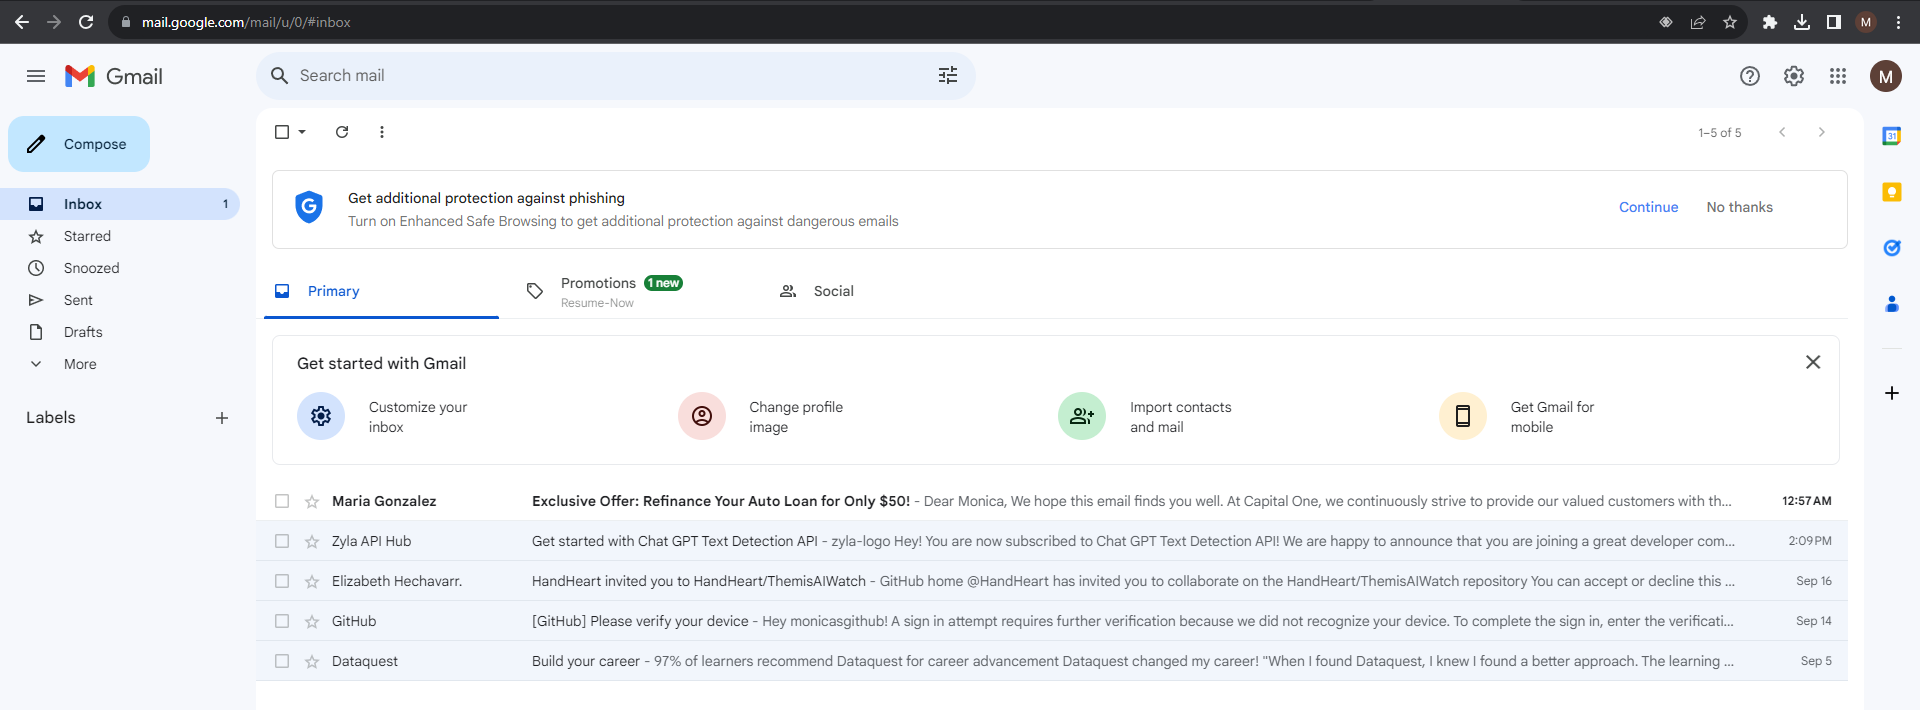 mail.google.com/mail/u/0/#inbox
M
Gmail
Search mail
M
Compose
1–5 of 5
31
G
Get additional protection against phishing
Turn on Enhanced Safe Browsing to get additional protection against dangerous emails
Continue
No thanks
Inbox 1
Starred
Snoozed
Sent
Drafts
More
Labels
Primary
Promotions 1 new
Resume-Now
Social
Get started with Gmail
Customize your
inbox
Change profile
image
Import contacts
and mail
Get Gmail for
mobile
Maria Gonzalez Exclusive Offer: Refinance Your Auto Loan for Only $50! - Dear Monica, We hope this email finds you well. At Capital One, we continuously strive to provide our valued customers with th... 12:57 AM
Zyla API Hub Get started with Chat GPT Text Detection API - zyla-logo Hey! You are now subscribed to Chat GPT Text Detection API! We are happy to announce that you are joining a great developer com... 2:09 PM
Elizabeth Hechavarr. HandHeart invited you to HandHeart/ThemisAIWatch - GitHub home @HandHeart has invited you to collaborate on the HandHeart/ThemisAIWatch repository You can accept or decline this ... Sep 16
GitHub [GitHub] Please verify your device - Hey monicasgithub! A sign in attempt requires further verification because we did not recognize your device. To complete the sign in, enter the verificati... Sep 14
Dataquest Build your career - 97% of learners recommend Dataquest for career advancement Dataquest changed my career! "When I found Dataquest, I knew I found a better approach. The learning ... Sep 5